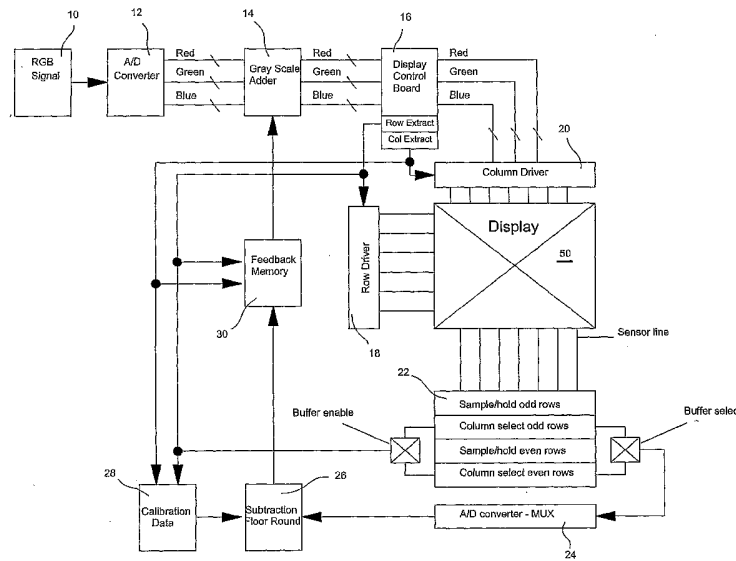 10
12
14
16
RGB
Signal
A/D
Converter
Red
Green
Blue
Gray Scale
Adder
Red
Green
Blue
Display
Control
Board
Row Extract
Col Extract
Red
Green
Blue
20
Column Driver
Display
50
Row Driver
18
Feedback
Memory
30
Sensor line
22
Sample/hold odd rows
Column select odd rows
Sample/hold even rows
Column select even rows
Buffer enable
Buffer select
28
Calibration
Data
26
Subtraction
Floor Round
A/D converter - MUX
24